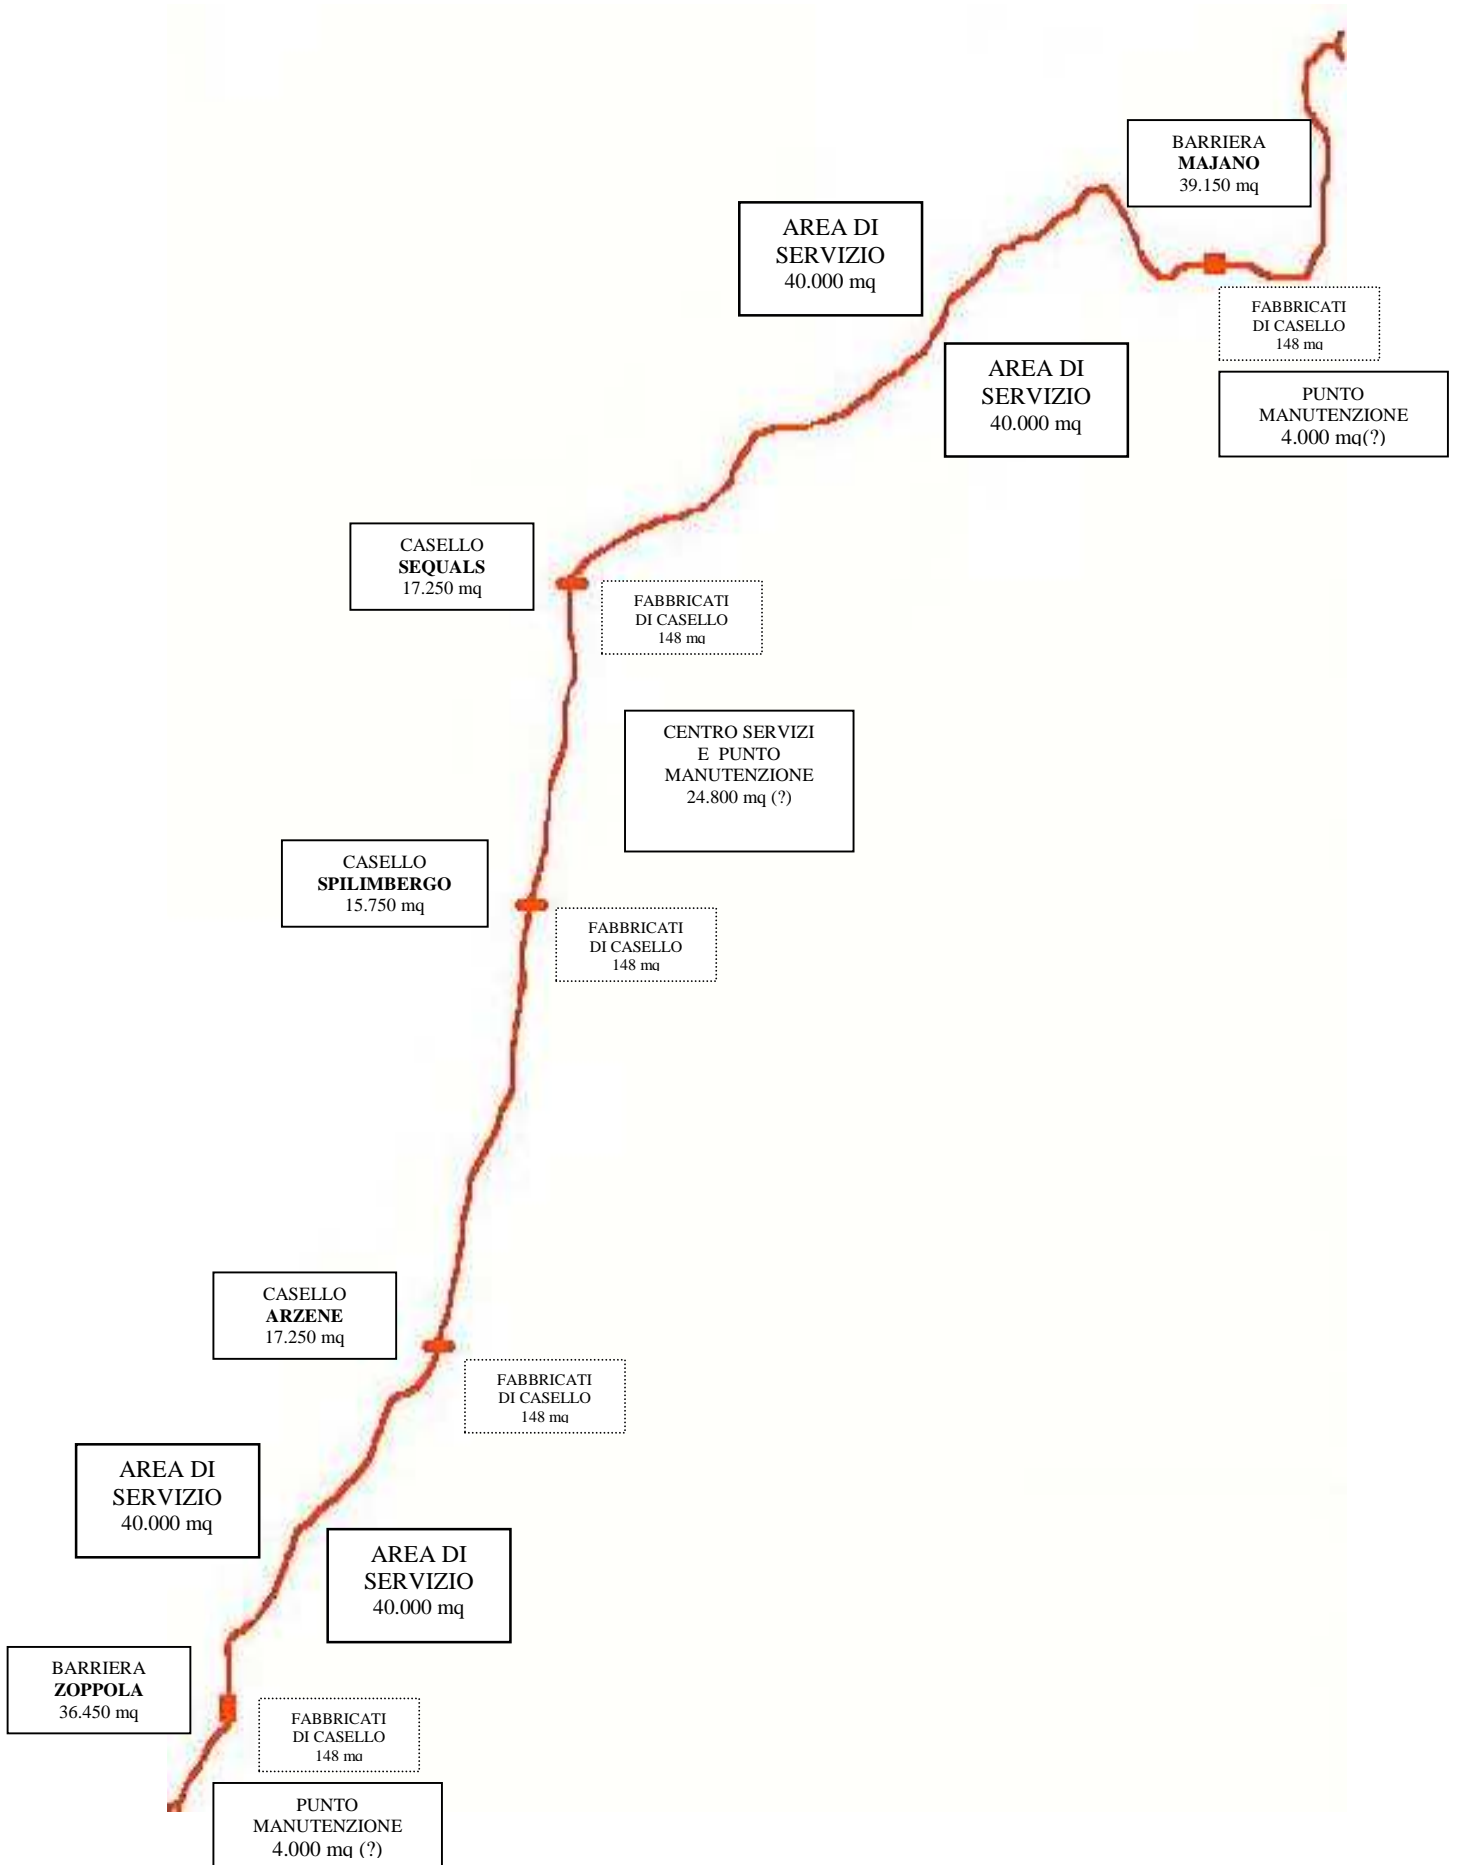 BARRIERA
MAJANO
39.150 mq
AREA DI
SERVIZIO
40.000 mq
FABBRICATI
DI CASELLO
148 mq
AREA DI
SERVIZIO
40.000 mq
PUNTO
MANUTENZIONE
4.000 mq(?)
CASELLO
SEQUALS
17.250 mq
FABBRICATI
DI CASELLO
148 mq
CENTRO SERVIZI
E PUNTO
MANUTENZIONE
24.800 mq (?)
CASELLO
SPILIMBERGO
15.750 mq
FABBRICATI
DI CASELLO
148 mq
CASELLO
ARZENE
17.250 mq
FABBRICATI
DI CASELLO
148 mq
AREA DI
SERVIZIO
40.000 mq
AREA DI
SERVIZIO
40.000 mq
BARRIERA
ZOPPOLA
36.450 mq
FABBRICATI
DI CASELLO
148 mq
PUNTO
MANUTENZIONE
4.000 mq (?)